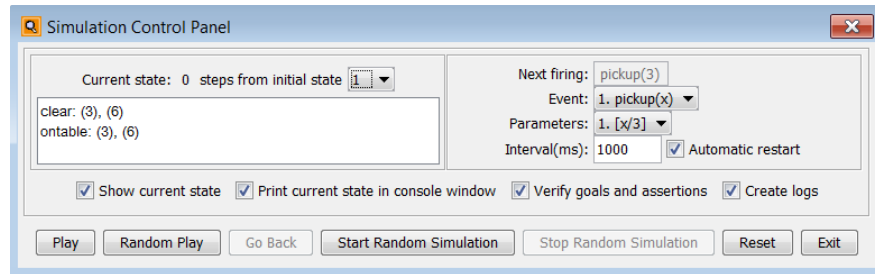 Simulation Control Panel
Current state: 0 steps from initial state 1
clear: (3), (6)
ontable: (3), (6)
Next firing: pickup(3)
Event: 1. pickup(x)
Parameters: 1. [x/3]
Interval(ms): 1000 Automatic restart
Show current state Print current state in console window Verify goals and assertions Create logs
Play Random Play Go Back Start Random Simulation Stop Random Simulation Reset Exit